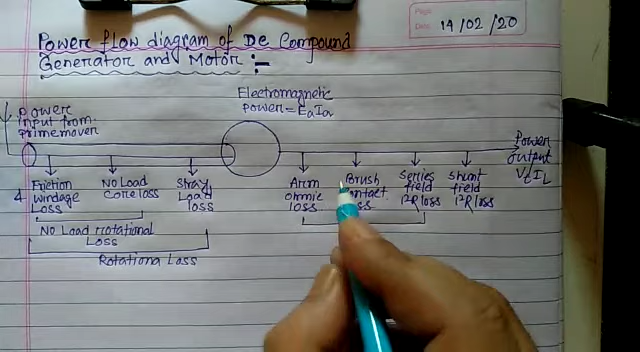 Page:
Date: 14/02/20
Power flow diagram of Dc Compound
Generator and Motor :-
Electromagnetic
power = EaIa
Power
input from
primemover
Power
output
VtIL
4 Friction
windage
Loss
No Load
Core loss
Stray
Load
loss
Arm
ohmic
loss
Brush
contact
Series
field
I²R loss
shunt
field
I²R loss
No Load rotational
Loss
Rotational Loss